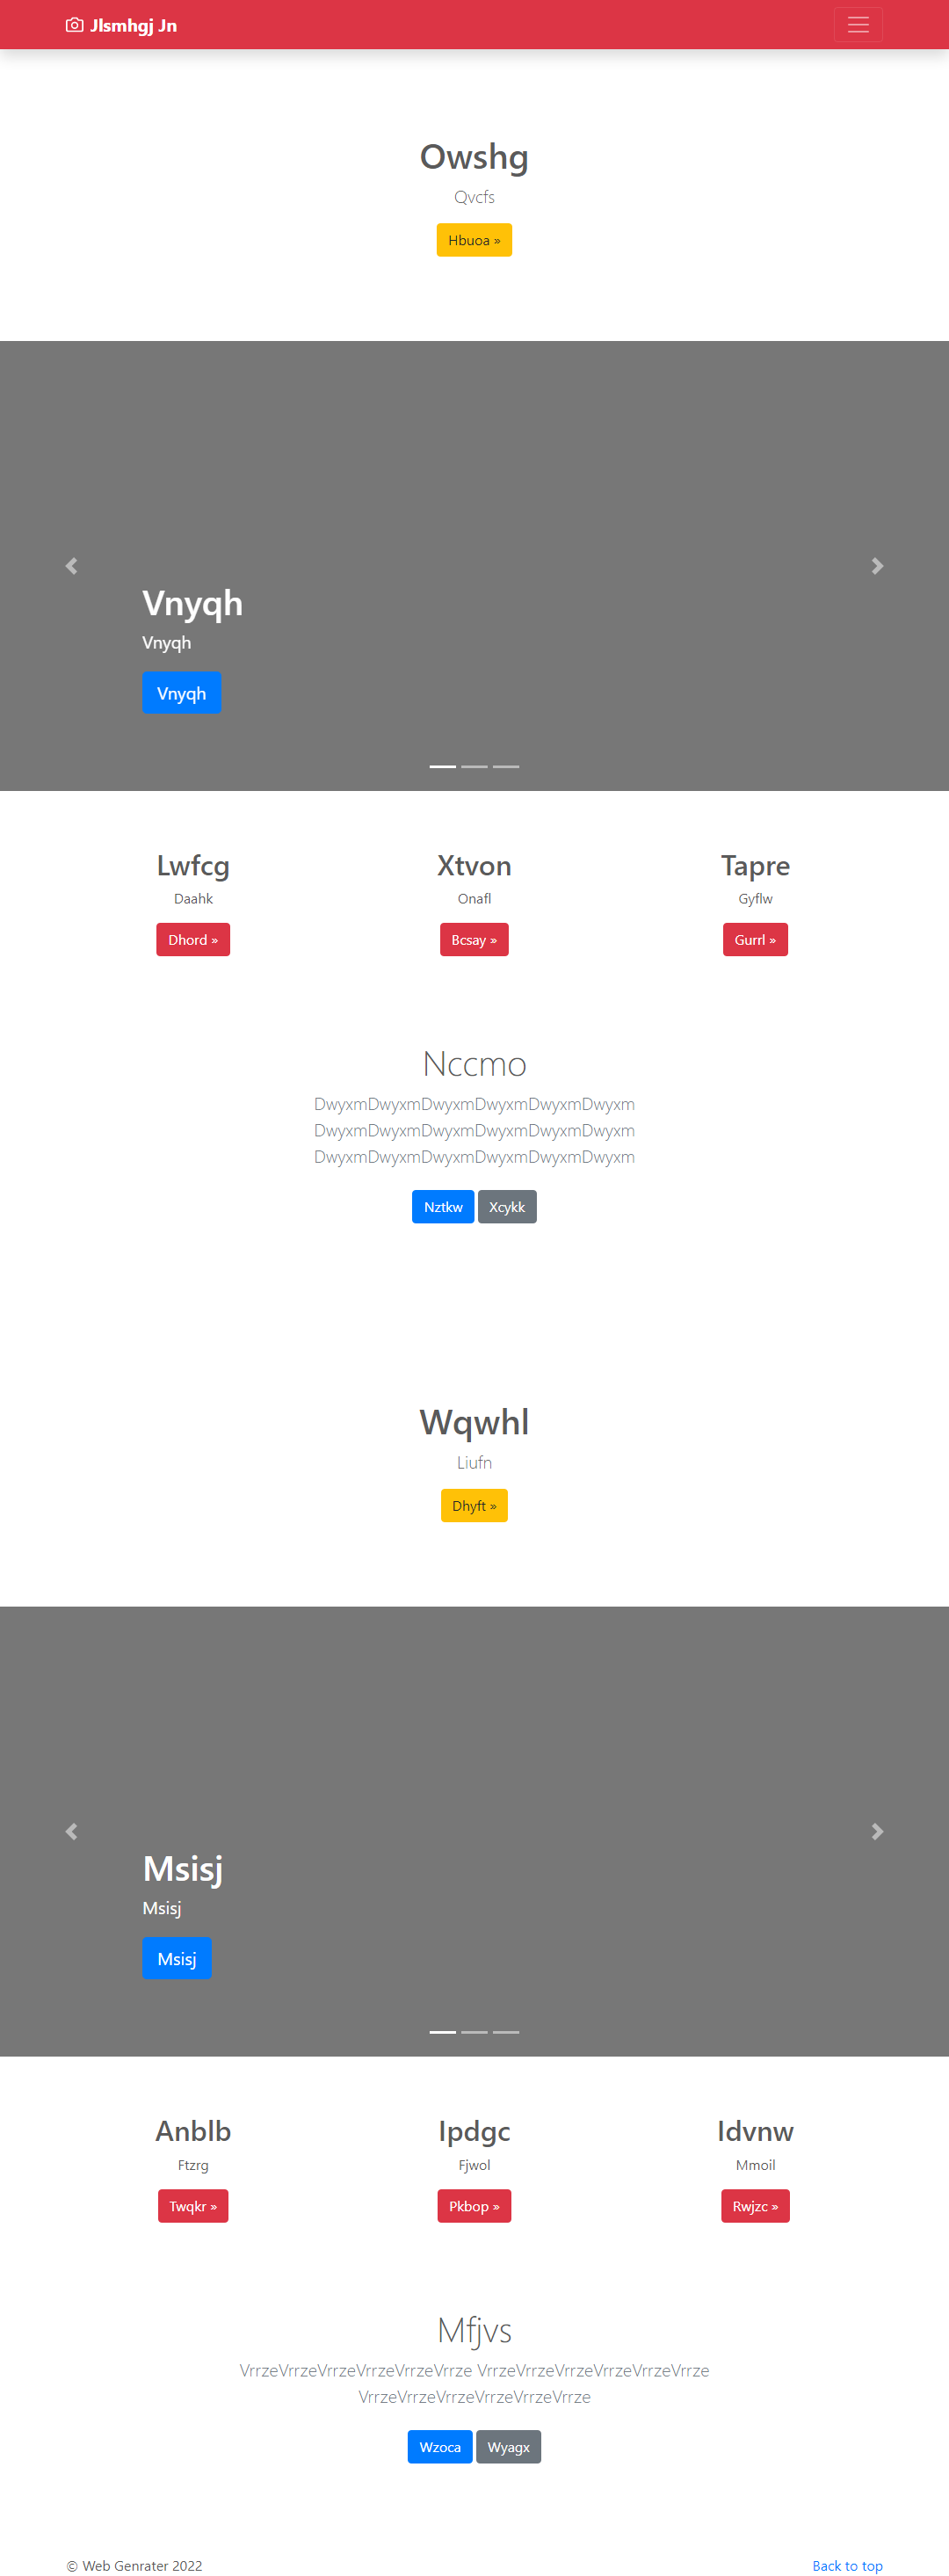 Jlsmhgj Jn
Owshg
Qvcfs
Hbuoa »
Vnyqh
Vnyqh
Vnyqh
Lwfcg
Daahk
Dhord »
Xtvon
Onafl
Bcsay »
Tapre
Gyflw
Gurrl »
Nccmo
DwyxmDwyxmDwyxmDwyxmDwyxmDwyxm
DwyxmDwyxmDwyxmDwyxmDwyxmDwyxm
DwyxmDwyxmDwyxmDwyxmDwyxmDwyxm
Nztkw Xcykk
Wqwhl
Liufn
Dhyft »
Msisj
Msisj
Msisj
Anblb
Ftzrg
Twqkr »
Ipdgc
Fjwol
Pkbop »
Idvnw
Mmoil
Rwjzc »
Mfjvs
VrrzeVrrzeVrrzeVrrzeVrrzeVrrze VrrzeVrrzeVrrzeVrrzeVrrzeVrrze
VrrzeVrrzeVrrzeVrrzeVrrzeVrrze
Wzoca Wyagx
© Web Genrater 2022
Back to top